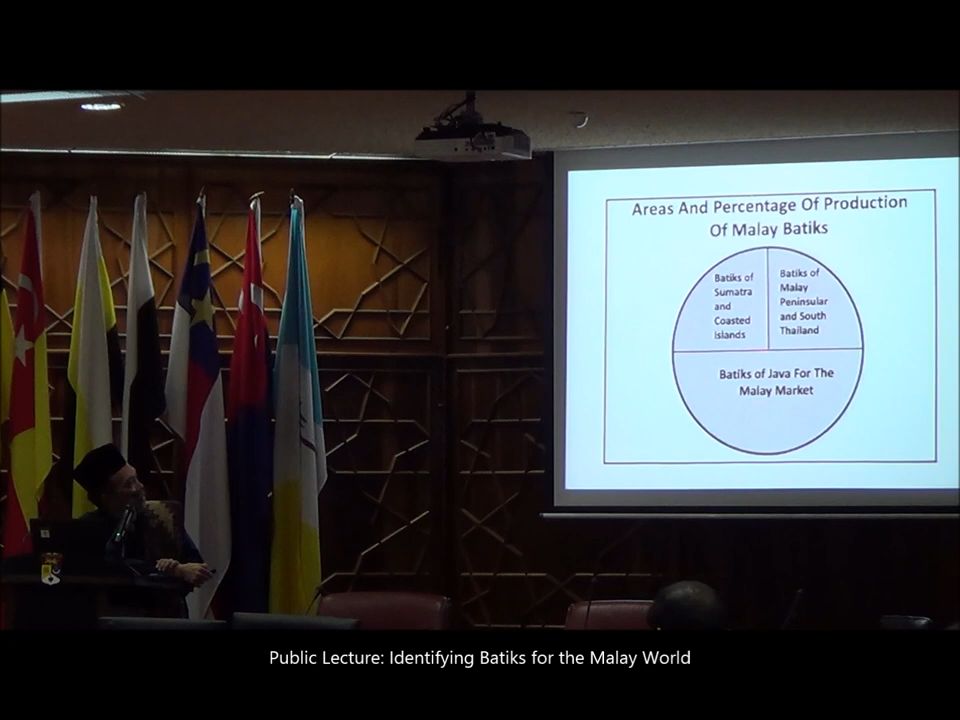 Areas And Percentage Of Production
Of Malay Batiks
Batiks of
Sumatra
and
Coasted
Islands
Batiks of
Malay
Peninsular
and South
Thailand
Batiks of Java For The
Malay Market
Public Lecture: Identifying Batiks for the Malay World